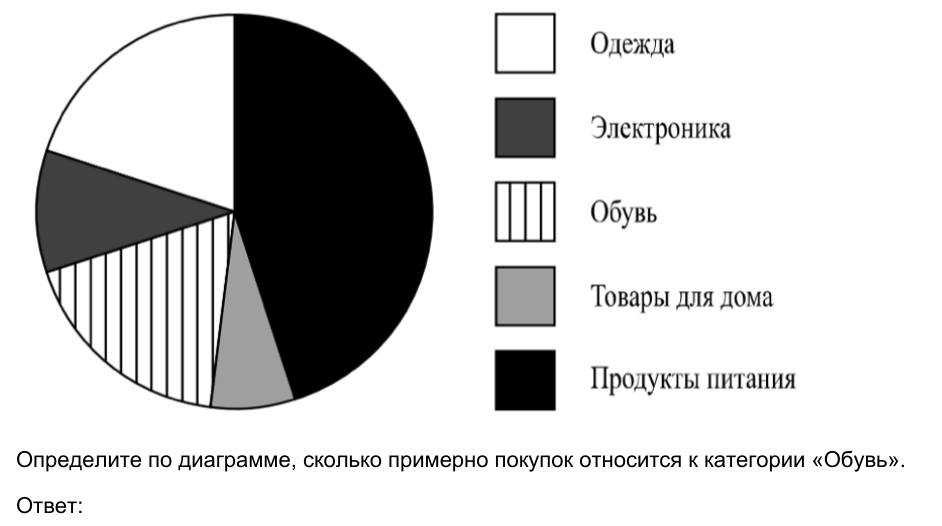 Одежда
Электроника
Обувь
Товары для дома
Продукты питания
Определите по диаграмме, сколько примерно покупок относится к категории «Обувь».
Ответ: